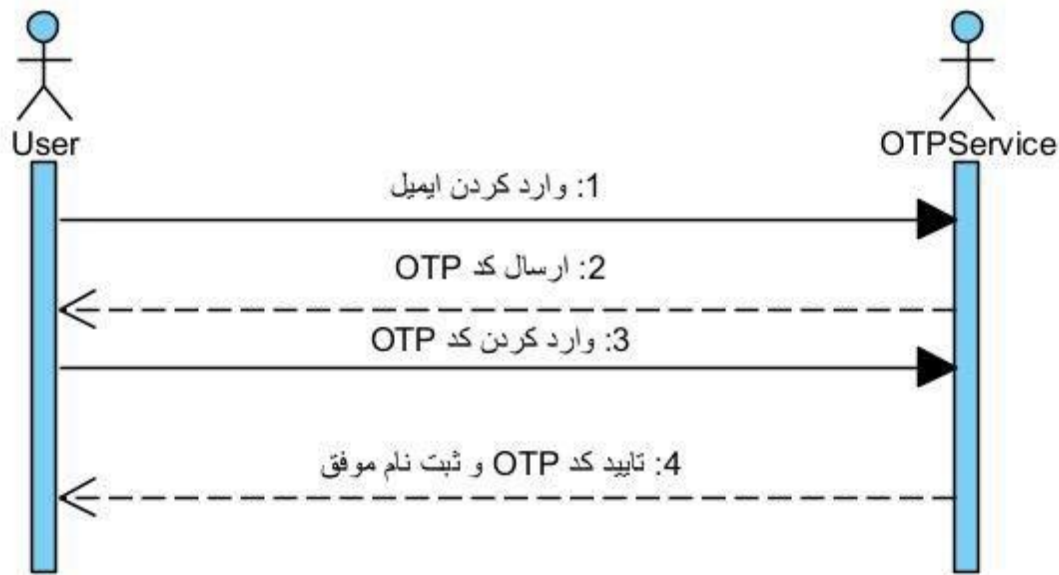 User
OTPService
1: وارد کردن ایمیل
2: ارسال کد OTP
3: وارد کردن کد OTP
4: تایید کد OTP و ثبت نام موفق